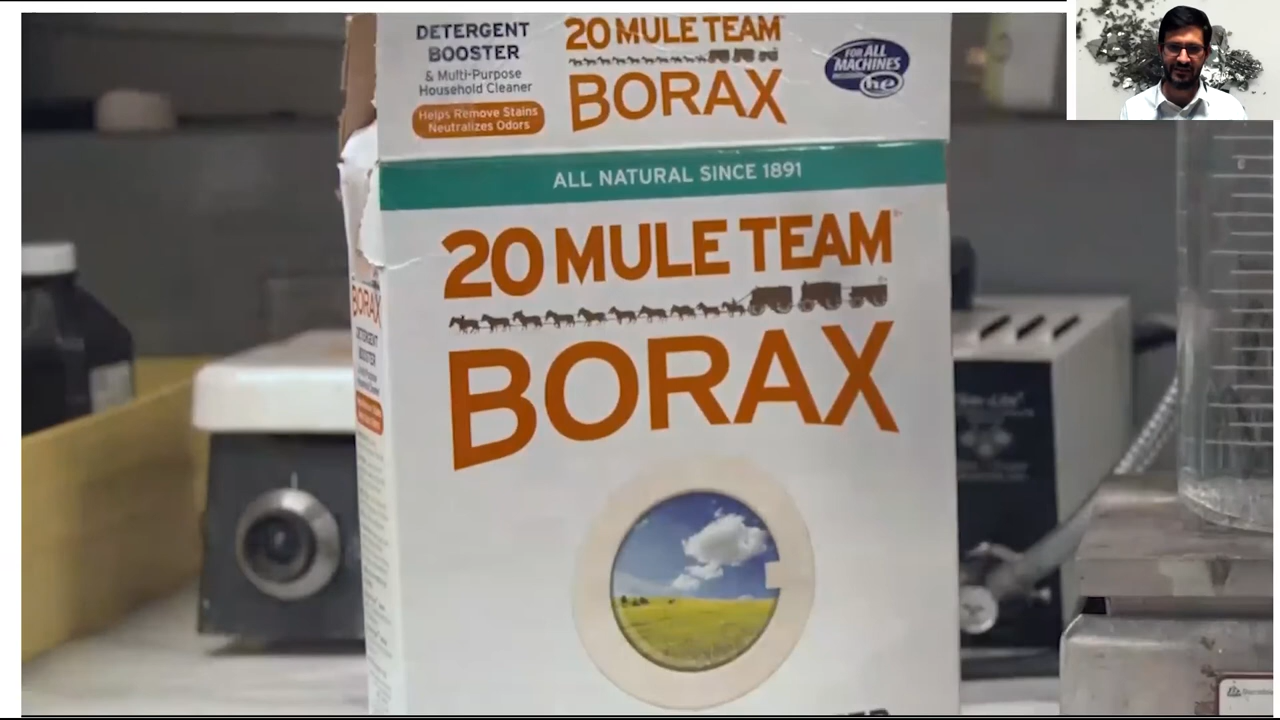 DETERGENT
BOOSTER
& Multi-Purpose
Household Cleaner
Helps Remove Stains
Neutralizes Odors
20 MULE TEAM
BORAX
FOR ALL
MACHINES
he
ALL NATURAL SINCE 1891
20 MULE TEAM
BORAX
BORAX
DETERGENT
BOOSTER